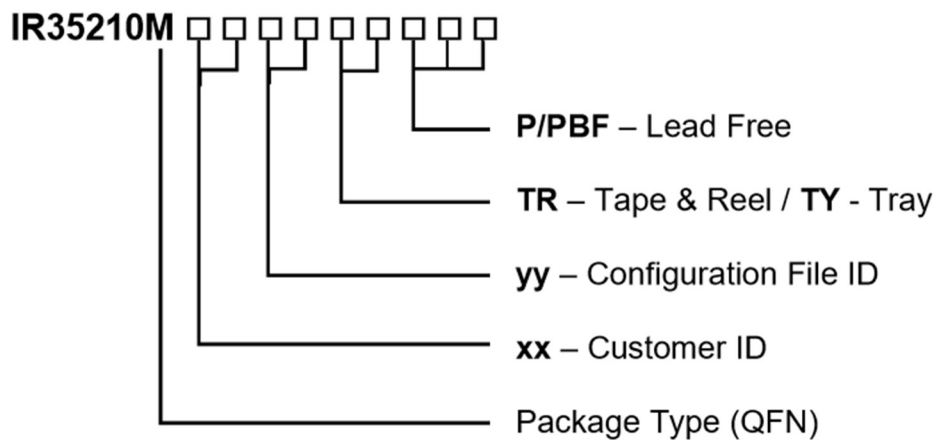 IR35210M
P/PBF – Lead Free
TR – Tape & Reel / TY - Tray
yy – Configuration File ID
xx – Customer ID
Package Type (QFN)